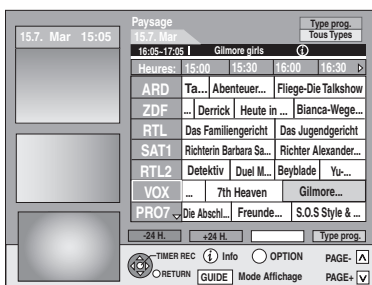 Paysage Type prog.
15.7. Mar 15:05 15.7. Mar Tous Types
16:05~17:05 Gilmore girls
Heures: 15:00 15:30 16:00 16:30
ARD Ta... Abenteuer... Fliege-Die Talkshow
ZDF ... Derrick Heute in ... Bianca-Wege...
RTL Das Familiengericht Das Jugendgericht
SAT1 Richterin Barbara Sa... Richter Alexander...
RTL2 Detektiv Duel M... Beyblade Yu-...
VOX ... 7th Heaven Gilmore...
PRO7 Die Abschl... Freunde... S.O.S Style & ...
-24 H. +24 H. Type prog.
TIMER REC i Info OPTION PAGE-
RETURN GUIDE Mode Affichage PAGE+